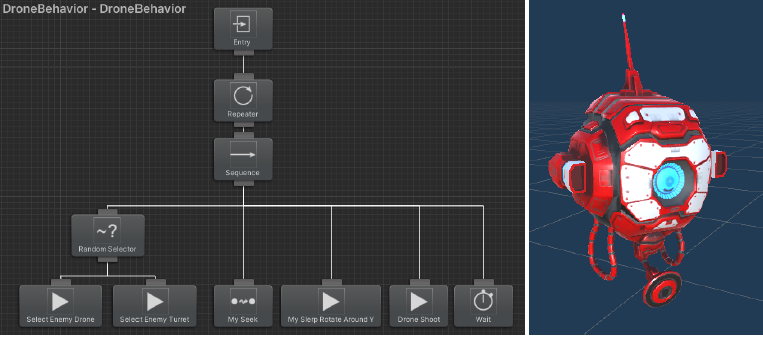 DroneBehavior - DroneBehavior
Entry
Repeater
Sequence
~?
Random Selector
Select Enemy Drone
Select Enemy Turret
My Seek
My Slerp Rotate Around Y
Drone Shoot
Wait